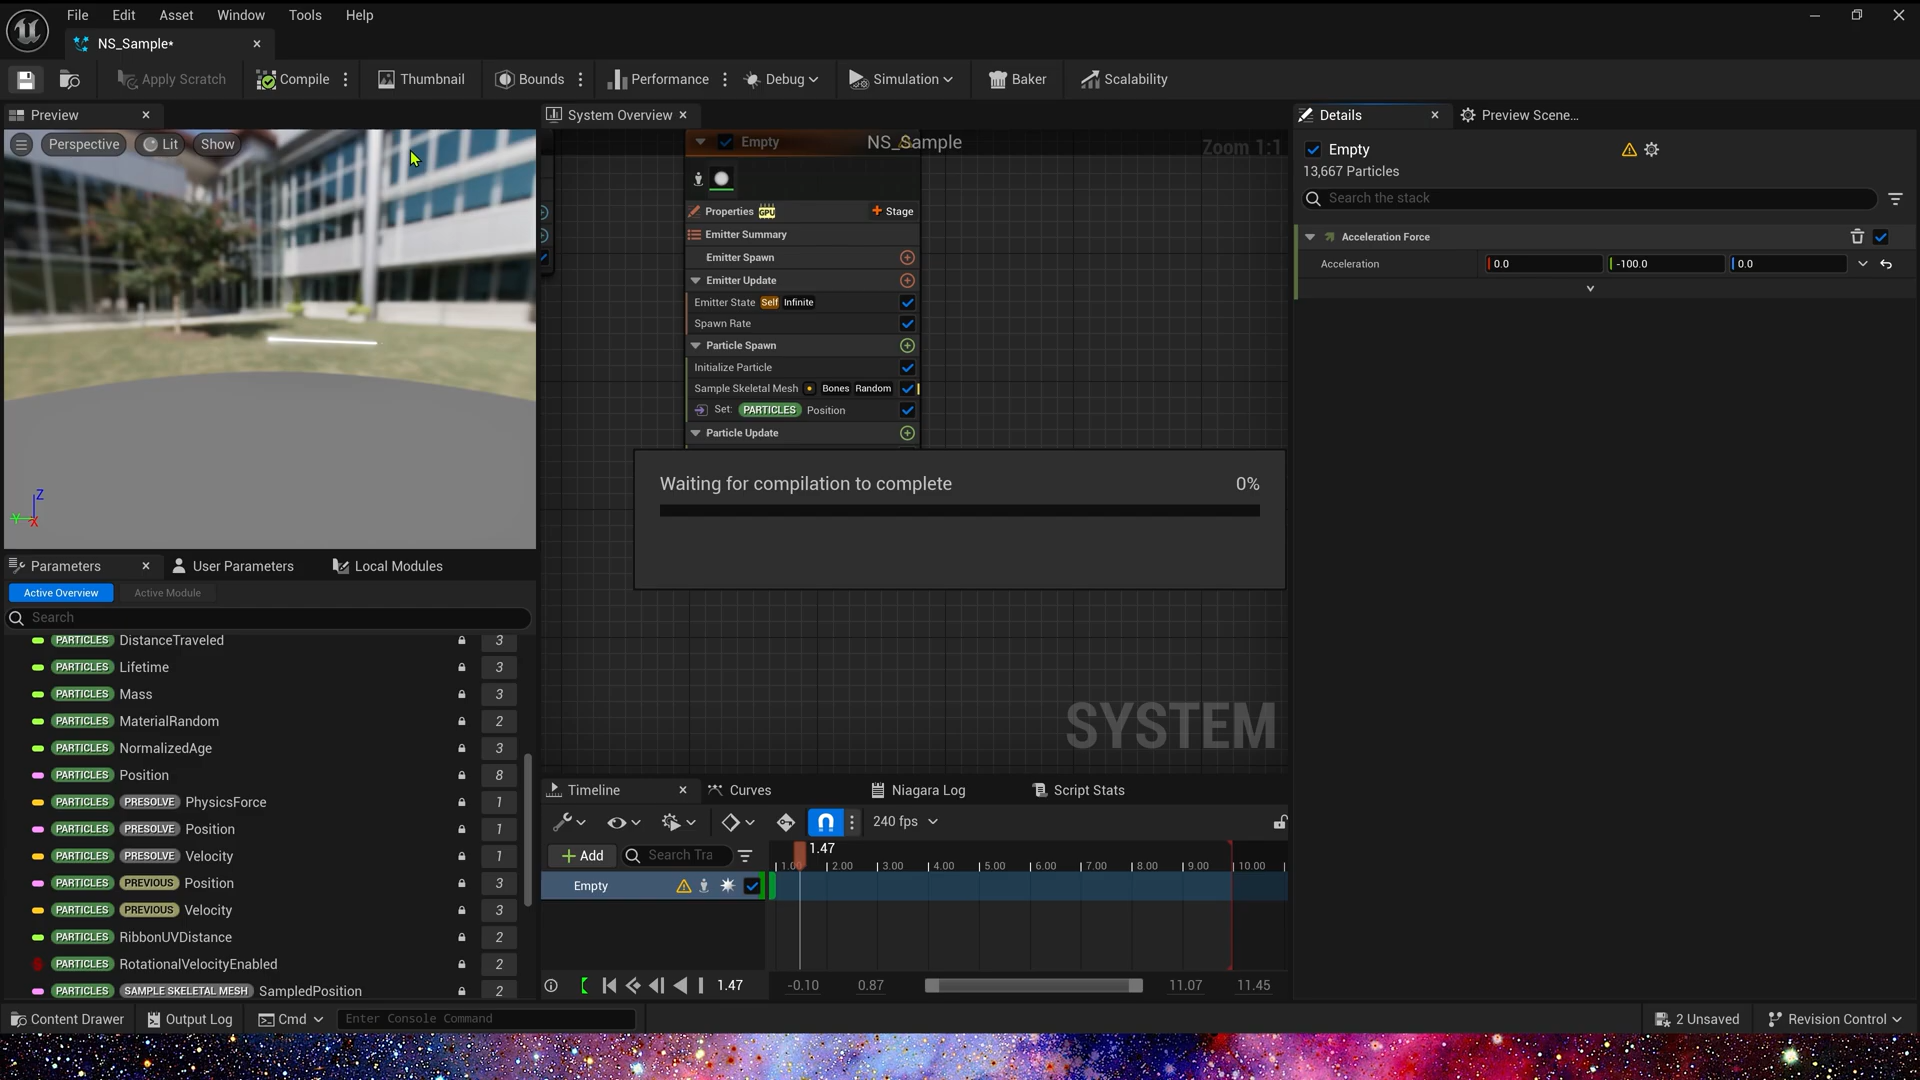 File Edit Asset Window Tools Help
NS_Sample*
Apply Scratch Compile Thumbnail Bounds Performance Debug Simulation Baker Scalability
Preview System Overview Details Preview Scene...
Perspective Lit Show
Empty NS_Sample Zoom 1:1
Empty
13,667 Particles
Search the stack
Properties GPU Stage
Emitter Summary
Emitter Spawn
Emitter Update
Emitter State Self Infinite
Spawn Rate
Particle Spawn
Initialize Particle
Sample Skeletal Mesh Bones Random
Set: PARTICLES Position
Particle Update
Acceleration Force
Acceleration 0.0 -100.0 0.0
Waiting for compilation to complete 0%
SYSTEM
Z
Y X
Parameters User Parameters Local Modules
Active Overview Active Module
Search
PARTICLES DistanceTraveled 3
PARTICLES Lifetime 3
PARTICLES Mass 3
PARTICLES MaterialRandom 2
PARTICLES NormalizedAge 3
PARTICLES Position 8
PARTICLES PRESOLVE PhysicsForce 1
PARTICLES PRESOLVE Position 1
PARTICLES PRESOLVE Velocity 1
PARTICLES PREVIOUS Position 3
PARTICLES PREVIOUS Velocity 3
PARTICLES RibbonUVDistance 2
PARTICLES RotationalVelocityEnabled 2
PARTICLES SAMPLE SKELETAL MESH SampledPosition 2
Timeline Curves Niagara Log Script Stats
240 fps
Add Search Tra
1.47
1.00 2.00 3.00 4.00 5.00 6.00 7.00 8.00 9.00 10.00
Empty
1.47 -0.10 0.87 11.07 11.45
Content Drawer Output Log Cmd Enter Console Command 2 Unsaved Revision Control